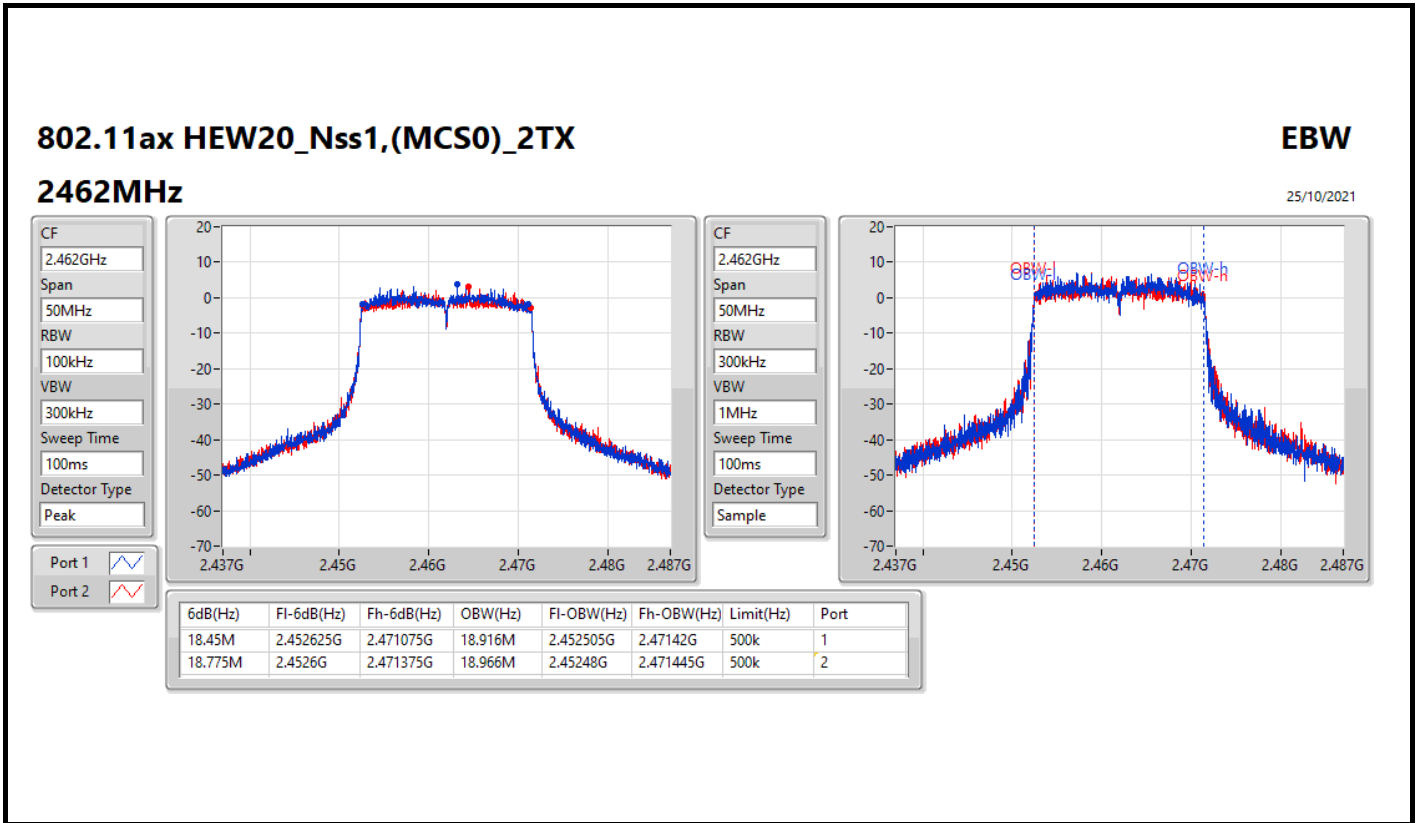 802.11ax HEW20_Nss1,(MCS0)_2TX
EBW
2462MHz
25/10/2021
CF
2.462GHz
Span
50MHz
RBW
100kHz
VBW
300kHz
Sweep Time
100ms
Detector Type
Peak
Port 1
Port 2
20
10
0
-10
-20
-30
-40
-50
-60
-70
2.437G 2.45G 2.46G 2.47G 2.48G 2.487G
CF
2.462GHz
Span
50MHz
RBW
300kHz
VBW
1MHz
Sweep Time
100ms
Detector Type
Sample
20
10
0
-10
-20
-30
-40
-50
-60
-70
OBW-l OBW-h
OBW-l OBW-h
2.437G 2.45G 2.46G 2.47G 2.48G 2.487G
6dB(Hz) Fl-6dB(Hz) Fh-6dB(Hz) OBW(Hz) Fl-OBW(Hz) Fh-OBW(Hz) Limit(Hz) Port
18.45M 2.452625G 2.471075G 18.916M 2.452505G 2.47142G 500k 1
18.775M 2.4526G 2.471375G 18.966M 2.45248G 2.471445G 500k 2